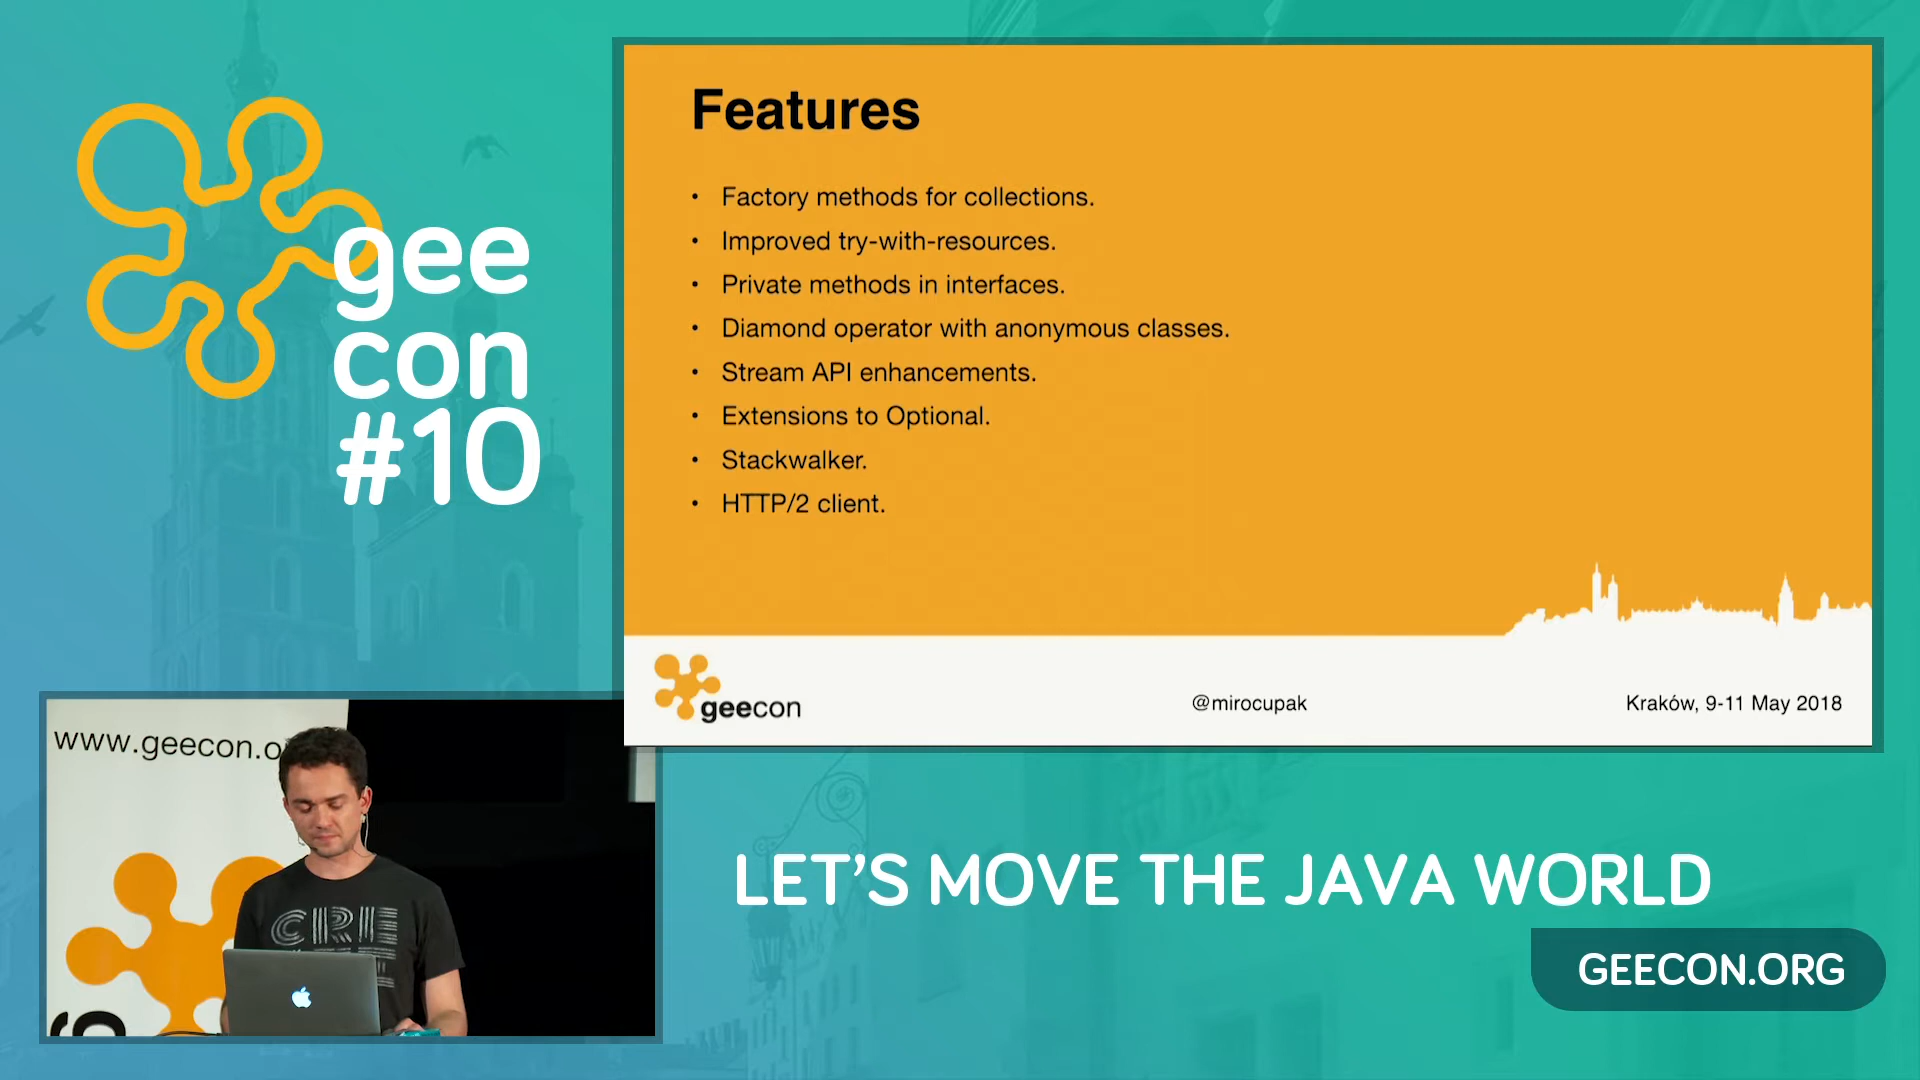 gee
con
#10
Features
• Factory methods for collections.
• Improved try-with-resources.
• Private methods in interfaces.
• Diamond operator with anonymous classes.
• Stream API enhancements.
• Extensions to Optional.
• Stackwalker.
• HTTP/2 client.
geecon
@mirocupak
Kraków, 9-11 May 2018
www.geecon.o
CRE
LET’S MOVE THE JAVA WORLD
GEECON.ORG